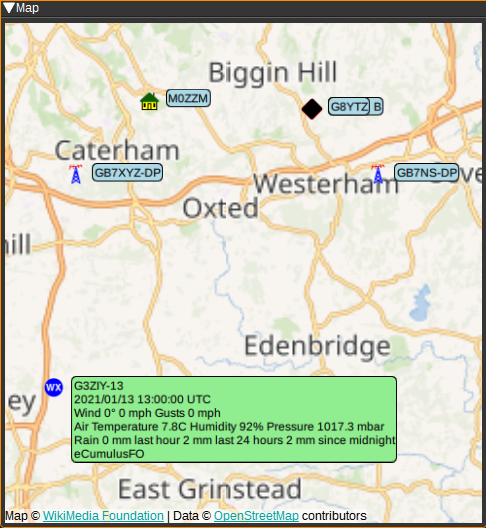 Map
Biggin Hill
M0ZZM
G8YTZ B
Caterham
GB7XYZ-DP
GB7NS-DP
Westerham
Oxted
Edenbridge
WX
G3ZIY-13
2021/01/13 13:00:00 UTC
Wind 0° 0 mph Gusts 0 mph
Air Temperature 7.8C Humidity 92% Pressure 1017.3 mbar
Rain 0 mm last hour 2 mm last 24 hours 2 mm since midnight
eCumulusFO
ey
East Grinstead
Map © WikiMedia Foundation | Data © OpenStreetMap contributors